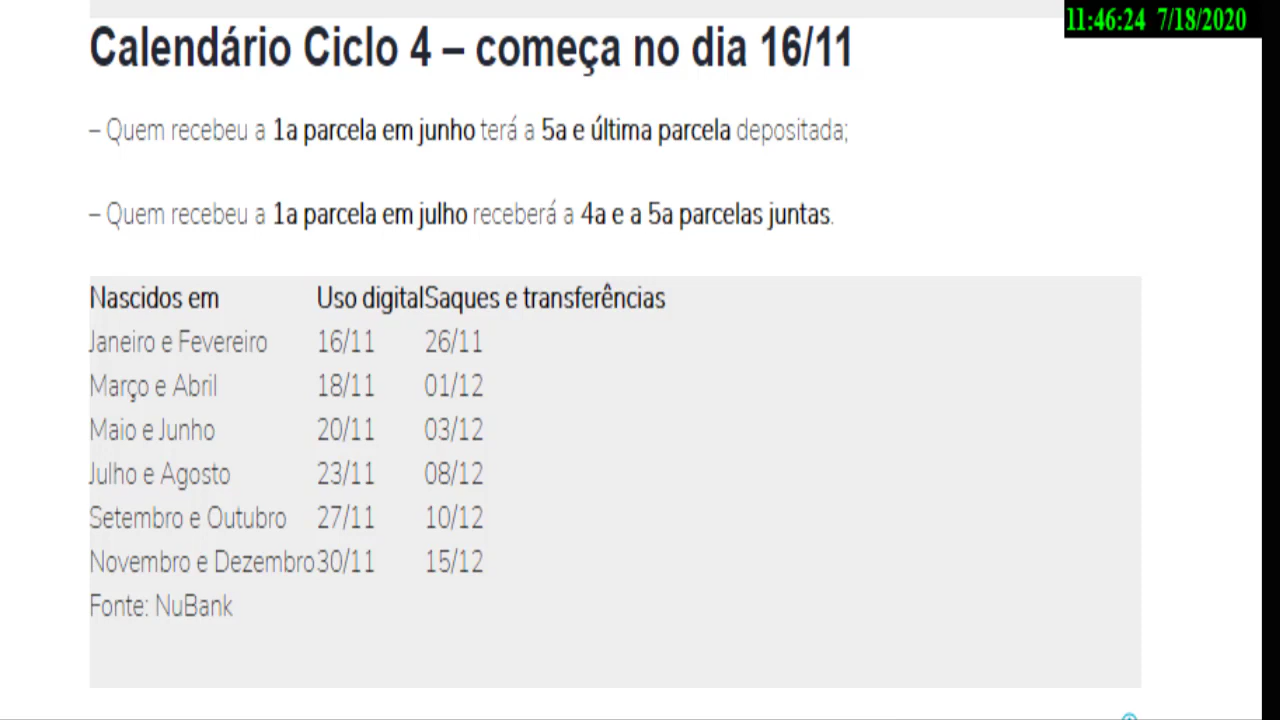 11:46:24 7/18/2020
Calendário Ciclo 4 – começa no dia 16/11
– Quem recebeu a 1a parcela em junho terá a 5a e última parcela depositada;
– Quem recebeu a 1a parcela em julho receberá a 4a e a 5a parcelas juntas.
Nascidos em Uso digital Saques e transferências
Janeiro e Fevereiro 16/11 26/11
Março e Abril 18/11 01/12
Maio e Junho 20/11 03/12
Julho e Agosto 23/11 08/12
Setembro e Outubro 27/11 10/12
Novembro e Dezembro 30/11 15/12
Fonte: NuBank